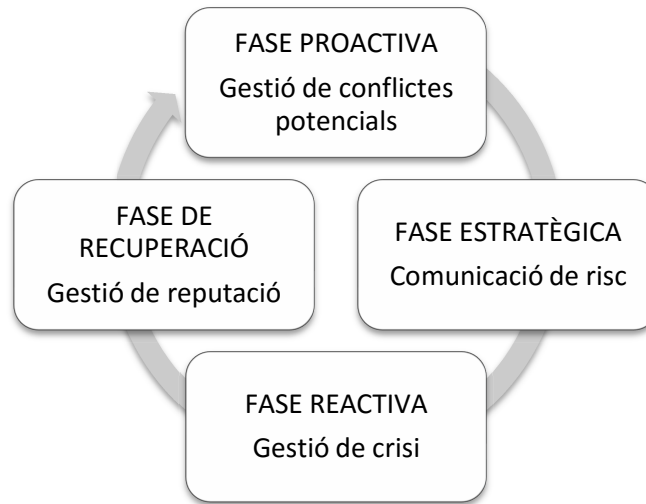 FASE PROACTIVA
Gestió de conflictes
potencials
FASE ESTRATÈGICA
Comunicació de risc
FASE REACTIVA
Gestió de crisi
FASE DE
RECUPERACIÓ
Gestió de reputació